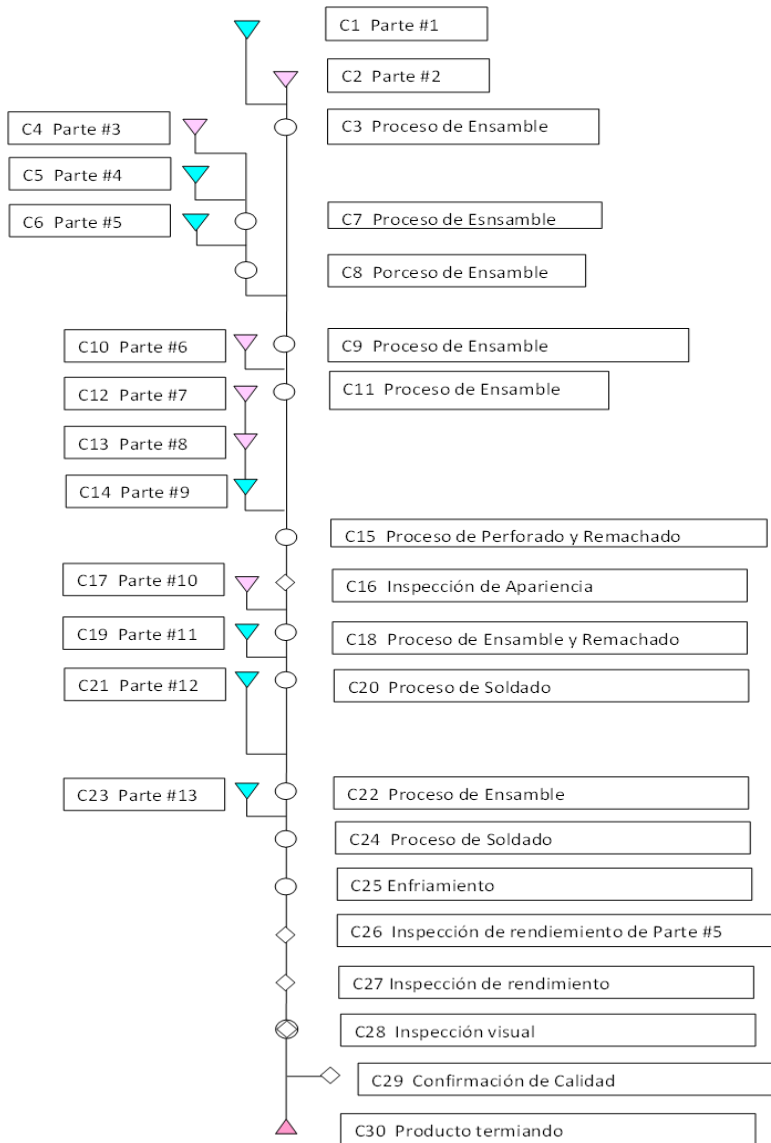 C1 Parte #1
C2 Parte #2
C4 Parte #3
C3 Proceso de Ensamble
C5 Parte #4
C6 Parte #5
C7 Proceso de Esnsamble
C8 Porceso de Ensamble
C10 Parte #6
C9 Proceso de Ensamble
C12 Parte #7
C11 Proceso de Ensamble
C13 Parte #8
C14 Parte #9
C15 Proceso de Perforado y Remachado
C17 Parte #10
C16 Inspección de Apariencia
C19 Parte #11
C18 Proceso de Ensamble y Remachado
C21 Parte #12
C20 Proceso de Soldado
C23 Parte #13
C22 Proceso de Ensamble
C24 Proceso de Soldado
C25 Enfriamiento
C26 Inspección de rendiemiento de Parte #5
C27 Inspección de rendimiento
C28 Inspección visual
C29 Confirmación de Calidad
C30 Producto termiando